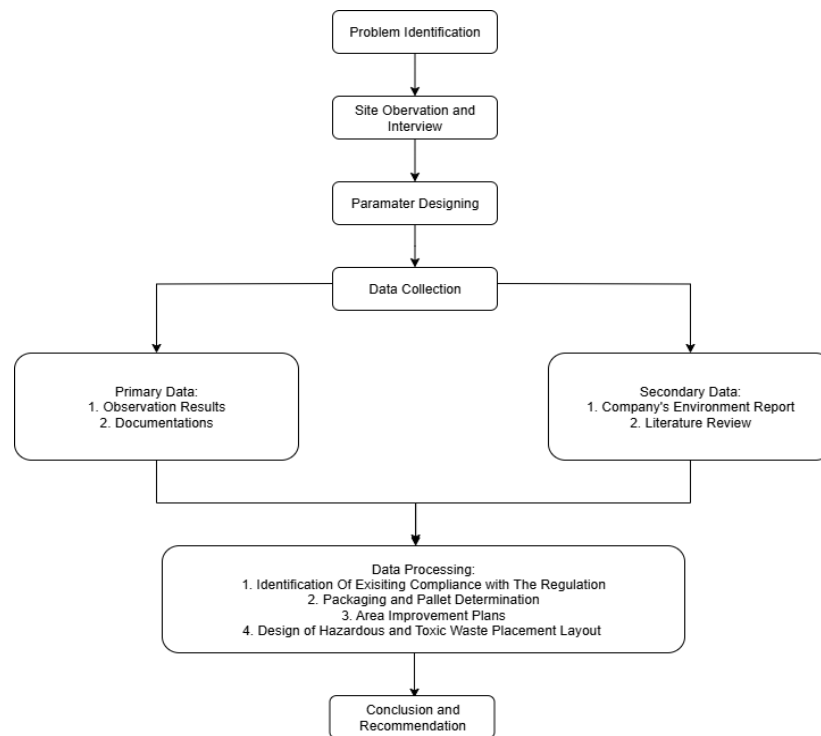 Problem Identification
Site Obervation and
Interview
Paramater Designing
Data Collection
Primary Data:
1. Observation Results
2. Documentations
Secondary Data:
1. Company's Environment Report
2. Literature Review
Data Processing:
1. Identification Of Exisiting Compliance with The Regulation
2. Packaging and Pallet Determination
3. Area Improvement Plans
4. Design of Hazardous and Toxic Waste Placement Layout
Conclusion and
Recommendation